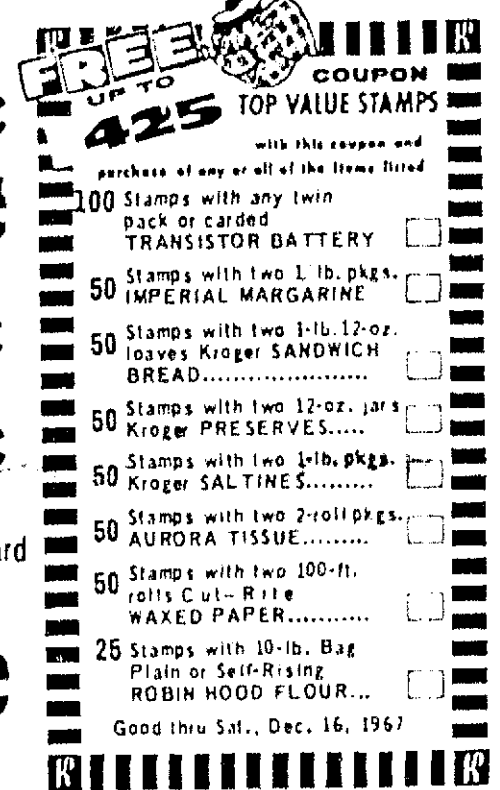 FREE
UP TO
425
COUPON
TOP VALUE STAMPS
with this coupon and
purchase of any or all of the items listed
100 Stamps with any twin
pack or carded
TRANSISTOR BATTERY
50 Stamps with two 1 lb. pkgs.
IMPERIAL MARGARINE
50 Stamps with two 1-lb. 12-oz.
loaves Kroger SANDWICH
BREAD......................
50 Stamps with two 12-oz. jars
Kroger PRESERVES.....
50 Stamps with two 1-lb. pkgs.
Kroger SALTINES.........
50 Stamps with two 2-roll pkgs.
AURORA TISSUE.........
50 Stamps with two 100-ft.
rolls Cut-Rite
WAXED PAPER...........
25 Stamps with 10-lb. Bag
Plain or Self-Rising
ROBIN HOOD FLOUR...
Good thru Sat., Dec. 16, 1967